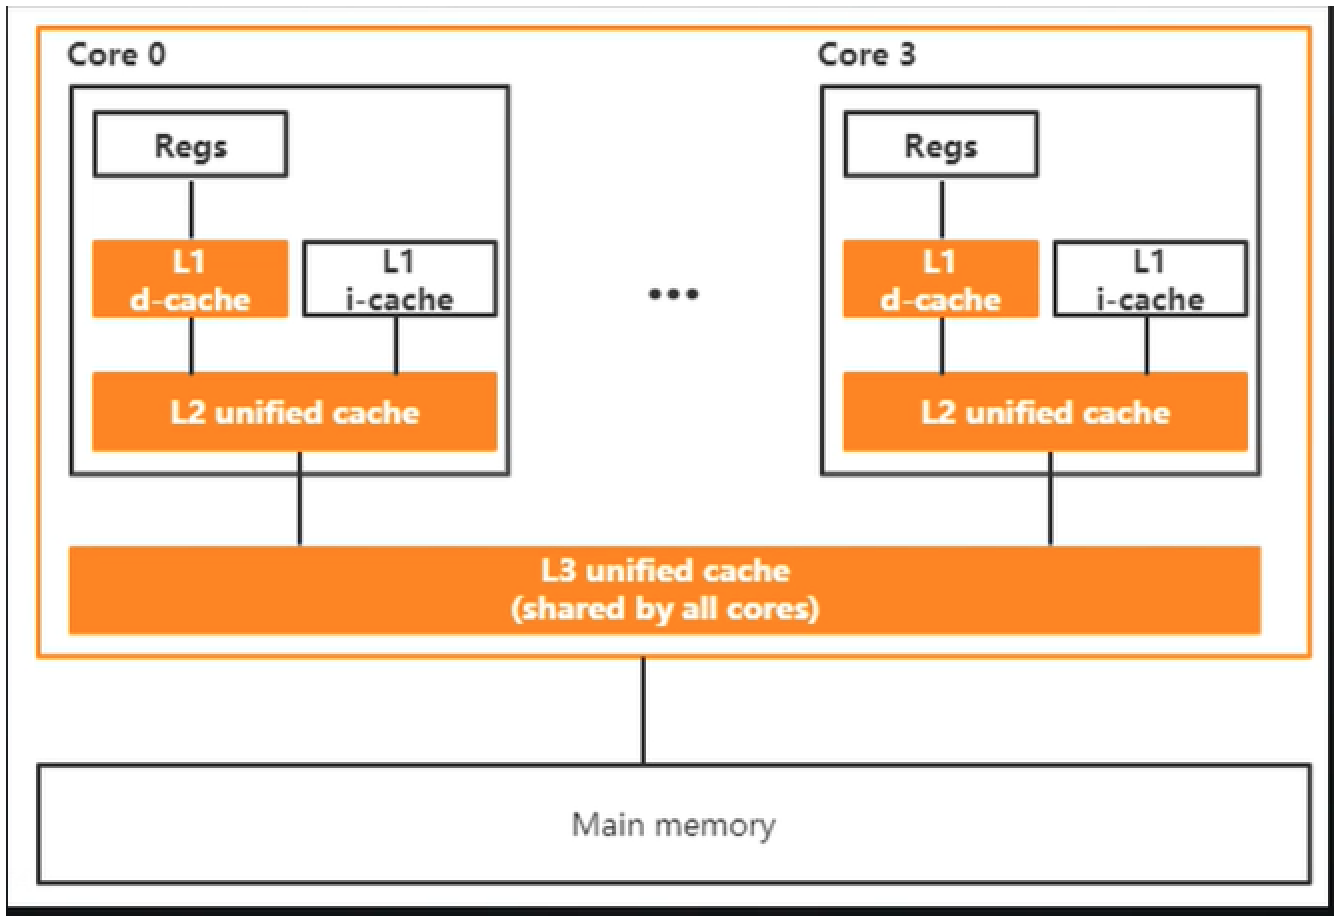 Core 0
Regs
L1
d-cache
L1
i-cache
L2 unified cache
...
Core 3
Regs
L1
d-cache
L1
i-cache
L2 unified cache
L3 unified cache
(shared by all cores)
Main memory